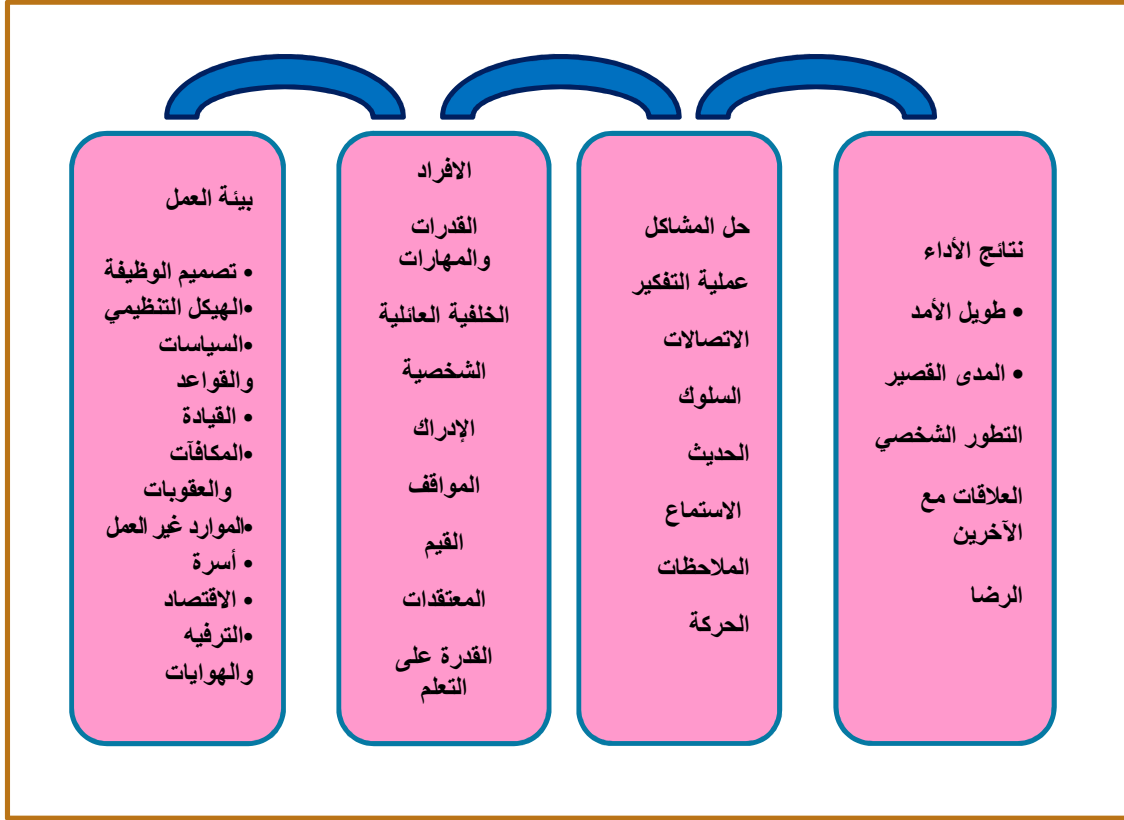 بيئة العمل
• تصميم الوظيفة
•الهيكل التنظيمي
•السياسات
والقواعد
• القيادة
•المكافآت
والعقوبات
•الموارد غير العمل
• أسرة
• الاقتصاد
•الترفيه
والهوايات
الافراد
القدرات
والمهارات
الخلفية العائلية
الشخصية
الإدراك
المواقف
القيم
المعتقدات
القدرة على
التعلم
حل المشاكل
عملية التفكير
الاتصالات
السلوك
الحديث
الاستماع
الملاحظات
الحركة
نتائج الأداء
• طويل الأمد
• المدى القصير
التطور الشخصي
العلاقات مع
الآخرين
الرضا